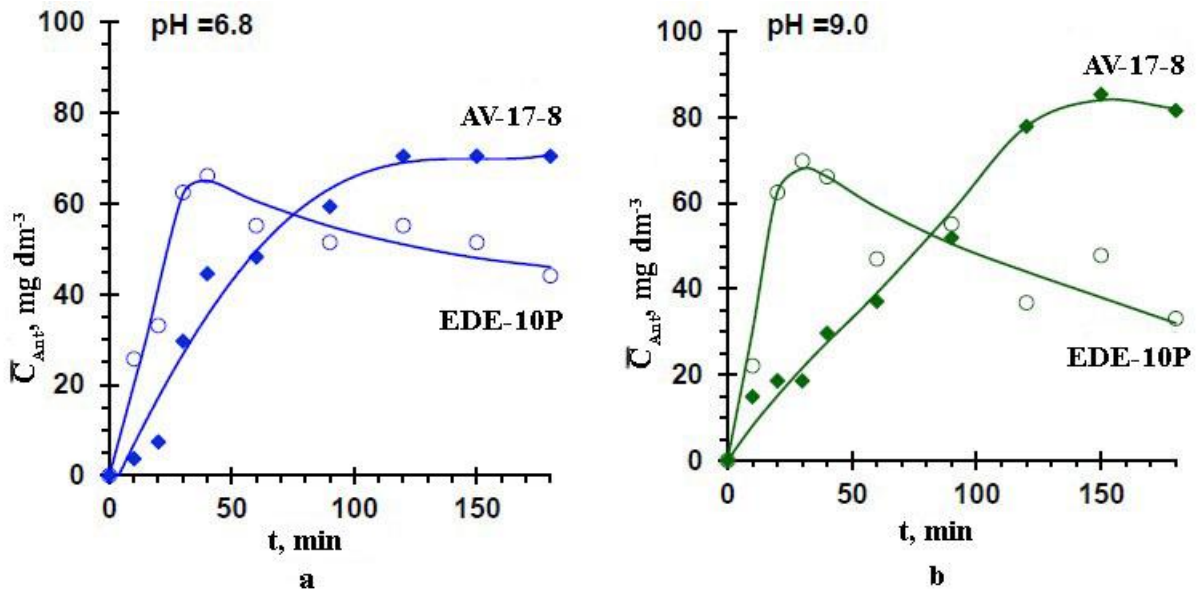 pH =6.8
100
80
60
40
20
0
C̅Ant, mg dm⁻³
AV-17-8
EDE-10P
0 50 100 150
t, min
a
pH =9.0
100
80
60
40
20
0
C̅Ant, mg dm⁻³
AV-17-8
EDE-10P
0 50 100 150
t, min
b